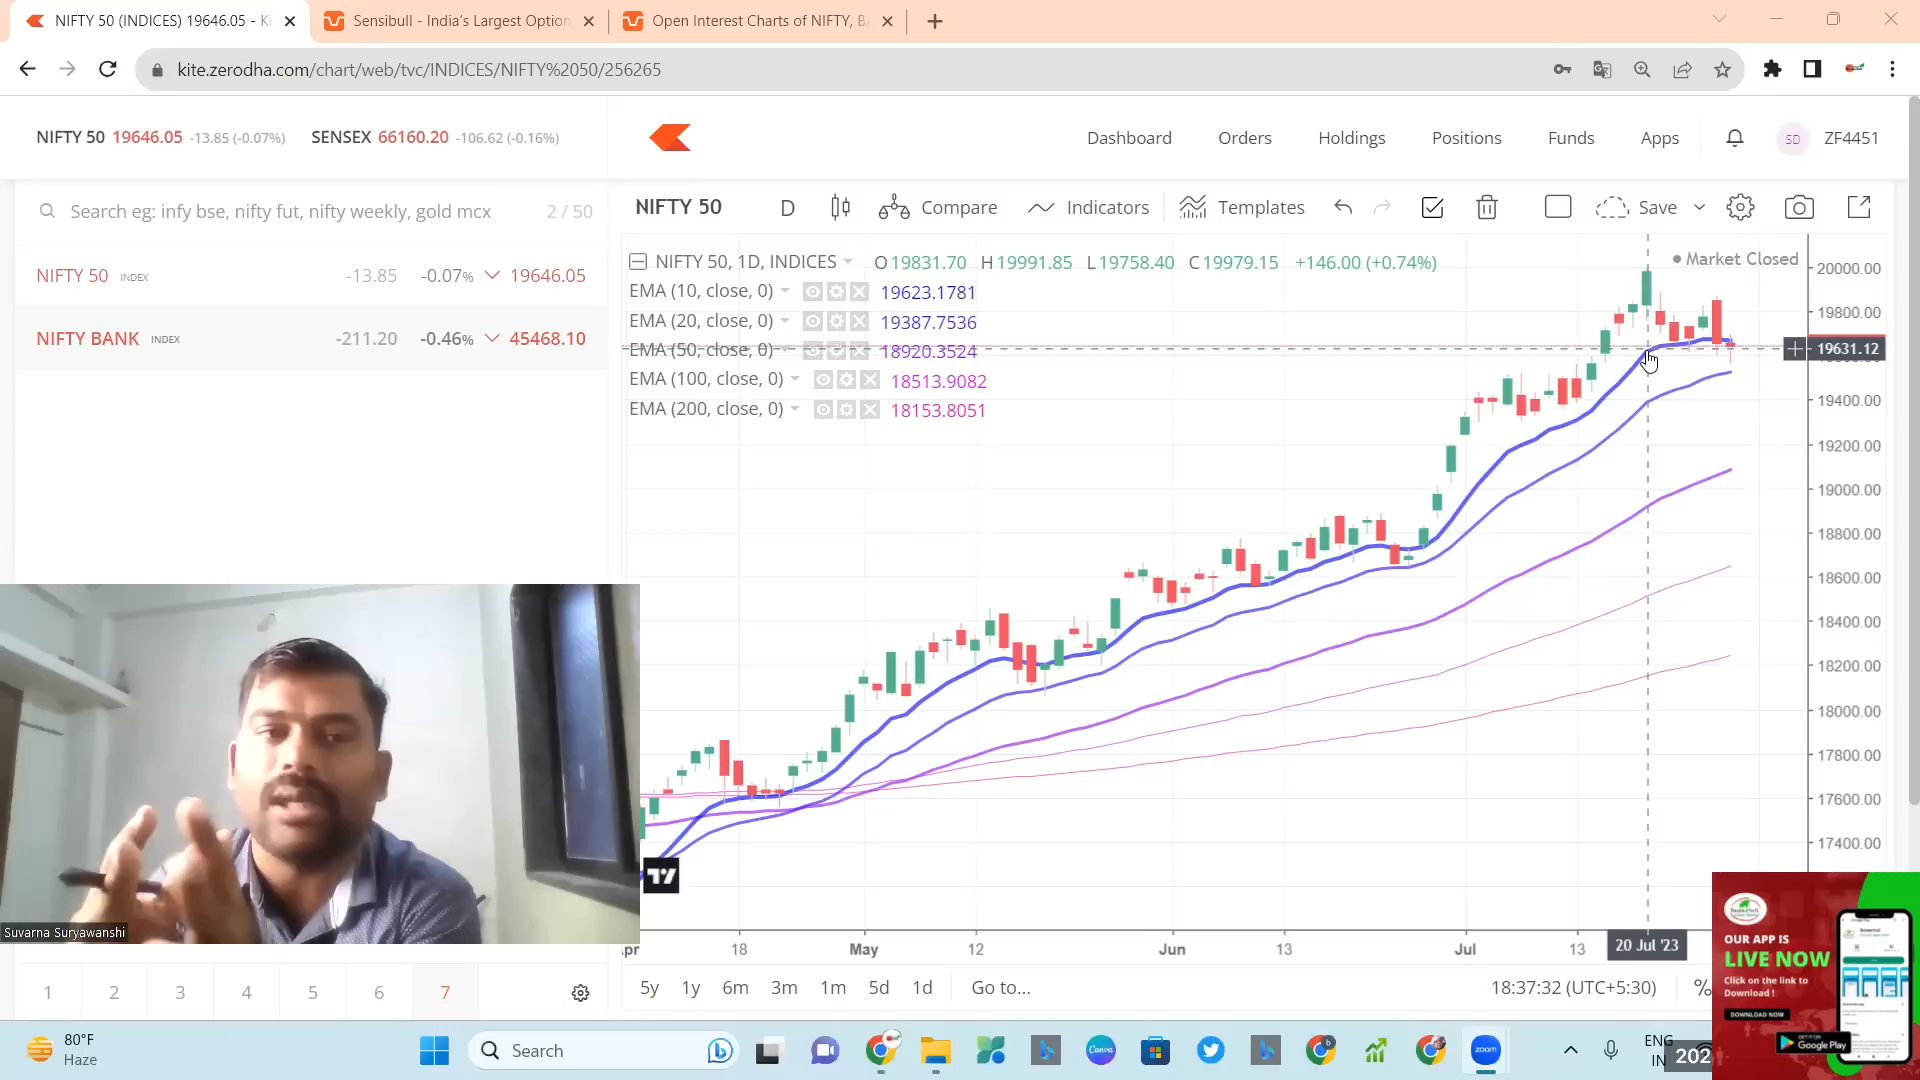 NIFTY 50 (INDICES) 19646.05 - Ki
Sensibull - India's Largest Option
Open Interest Charts of NIFTY, B
kite.zerodha.com/chart/web/tvc/INDICES/NIFTY%2050/256265
NIFTY 50 19646.05 -13.85 (-0.07%) SENSEX 66160.20 -106.62 (-0.16%)
Dashboard Orders Holdings Positions Funds Apps SD ZF4451
Search eg: infy bse, nifty fut, nifty weekly, gold mcx 2 / 50
NIFTY 50 D Compare Indicators Templates Save
NIFTY 50 INDEX -13.85 -0.07% 19646.05
NIFTY BANK INDEX -211.20 -0.46% 45468.10
NIFTY 50, 1D, INDICES O19831.70 H19991.85 L19758.40 C19979.15 +146.00 (+0.74%)
Market Closed
EMA (10, close, 0) 19623.1781
EMA (20, close, 0) 19387.7536
EMA (50, close, 0) 18920.3524
EMA (100, close, 0) 18513.9082
EMA (200, close, 0) 18153.8051
20000.00
19800.00
19631.12
19400.00
19200.00
19000.00
18800.00
18600.00
18400.00
18200.00
18000.00
17800.00
17600.00
17400.00
Suvarna Suryawanshi
18 May 12 Jun 13 Jul 13 20 Jul '23
1 2 3 4 5 6 7
5y 1y 6m 3m 1m 5d 1d Go to...
18:37:32 (UTC+5:30) %
OUR APP IS
LIVE NOW
Click on the link to
Download !
DOWNLOAD NOW
Google Play
80°F
Haze
Search
Canva
zoom
ENG
IN
202